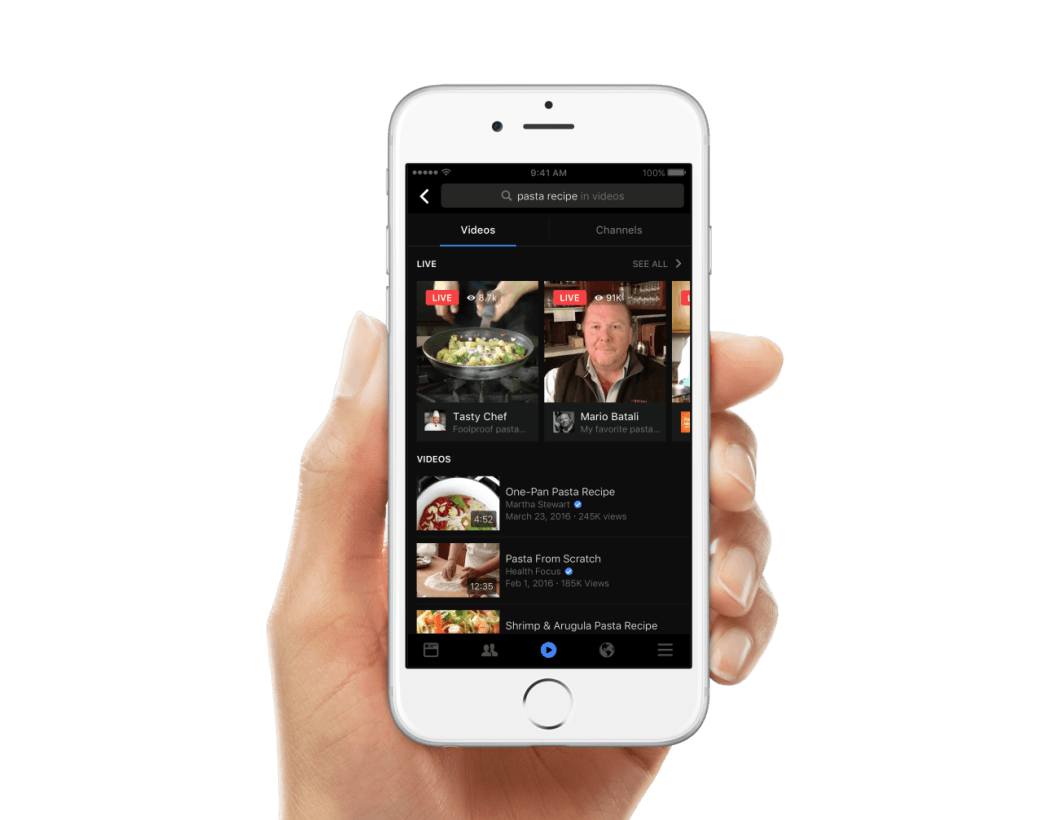 9:41 AM
100%
pasta recipe in videos
Videos
Channels
LIVE
SEE ALL
LIVE 8.7k
LIVE 91K
Tasty Chef
Foolproof pasta...
Mario Batali
My favorite pasta...
VIDEOS
4:52
One-Pan Pasta Recipe
Martha Stewart
March 23, 2016 · 245K views
12:35
Pasta From Scratch
Health Focus
Feb 1, 2016 · 185K Views
Shrimp & Arugula Pasta Recipe